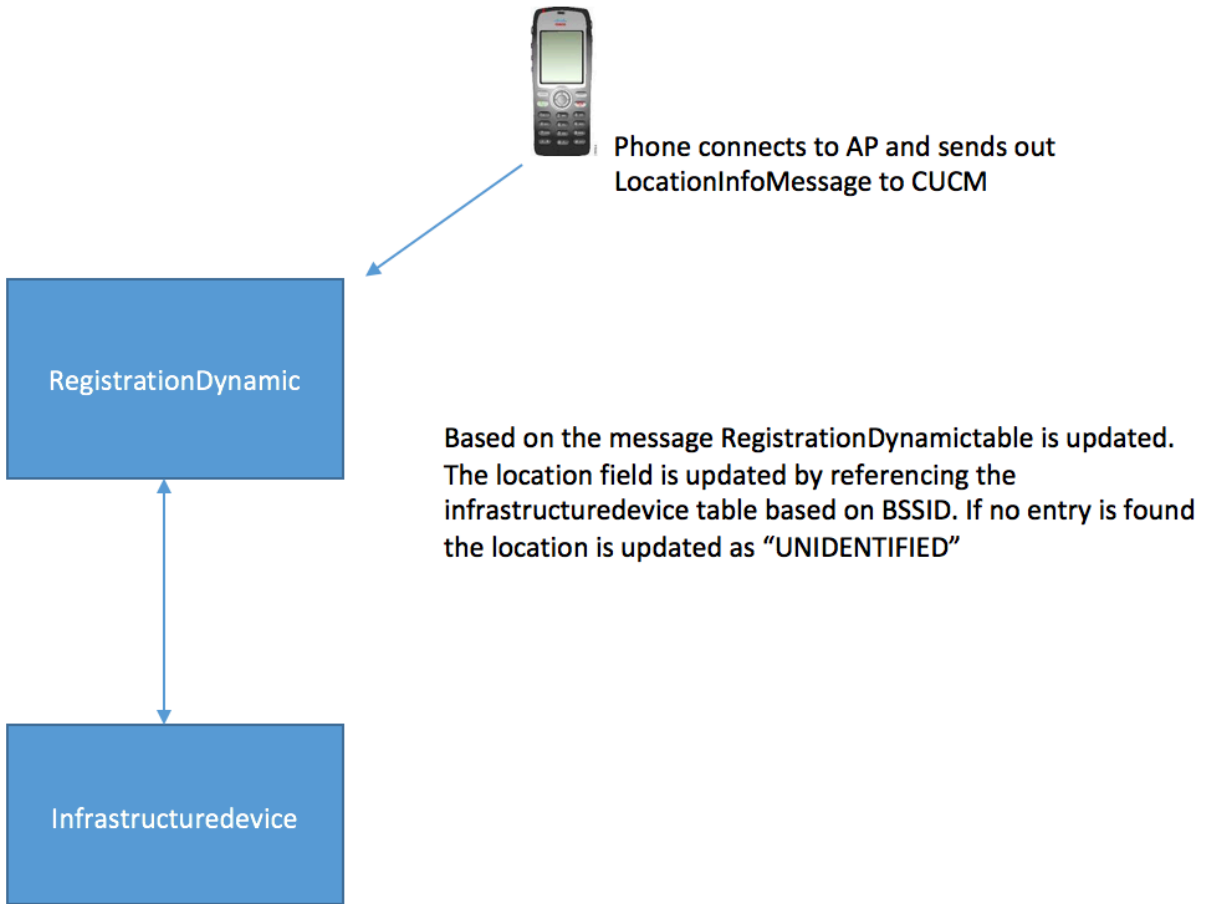 Phone connects to AP and sends out
LocationInfoMessage to CUCM
RegistrationDynamic
Based on the message RegistrationDynamictable is updated.
The location field is updated by referencing the
infrastructuredevice table based on BSSID. If no entry is found
the location is updated as “UNIDENTIFIED”
Infrastructuredevice